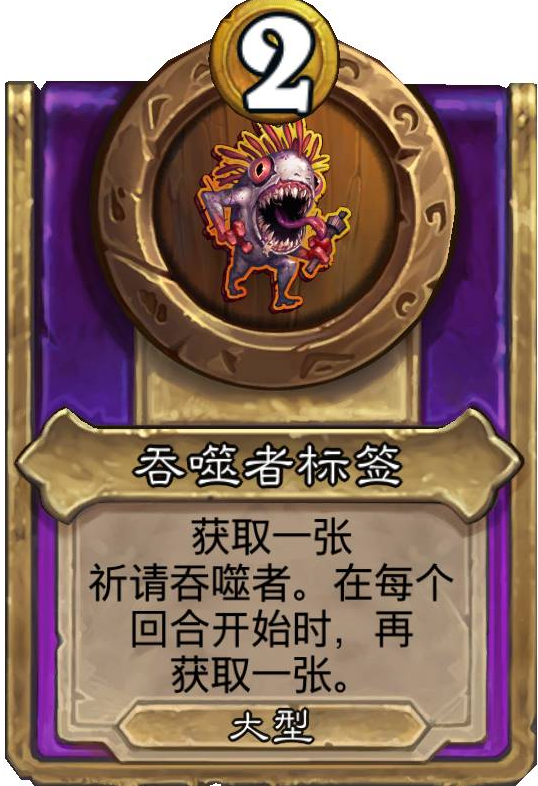 2
吞噬者标签
获取一张
祈请吞噬者。在每个
回合开始时，再
获取一张。
大型